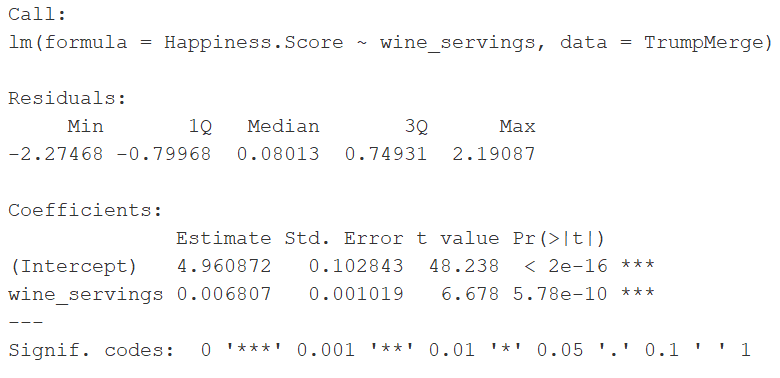 Call:
lm(formula = Happiness.Score ~ wine_servings, data = TrumpMerge)
Residuals:
Min 1Q Median 3Q Max
-2.27468 -0.79968 0.08013 0.74931 2.19087
Coefficients:
Estimate Std. Error t value Pr(>|t|)
(Intercept) 4.960872 0.102843 48.238 < 2e-16 ***
wine_servings 0.006807 0.001019 6.678 5.78e-10 ***
---
Signif. codes: 0 '***' 0.001 '**' 0.01 '*' 0.05 '.' 0.1 ' ' 1